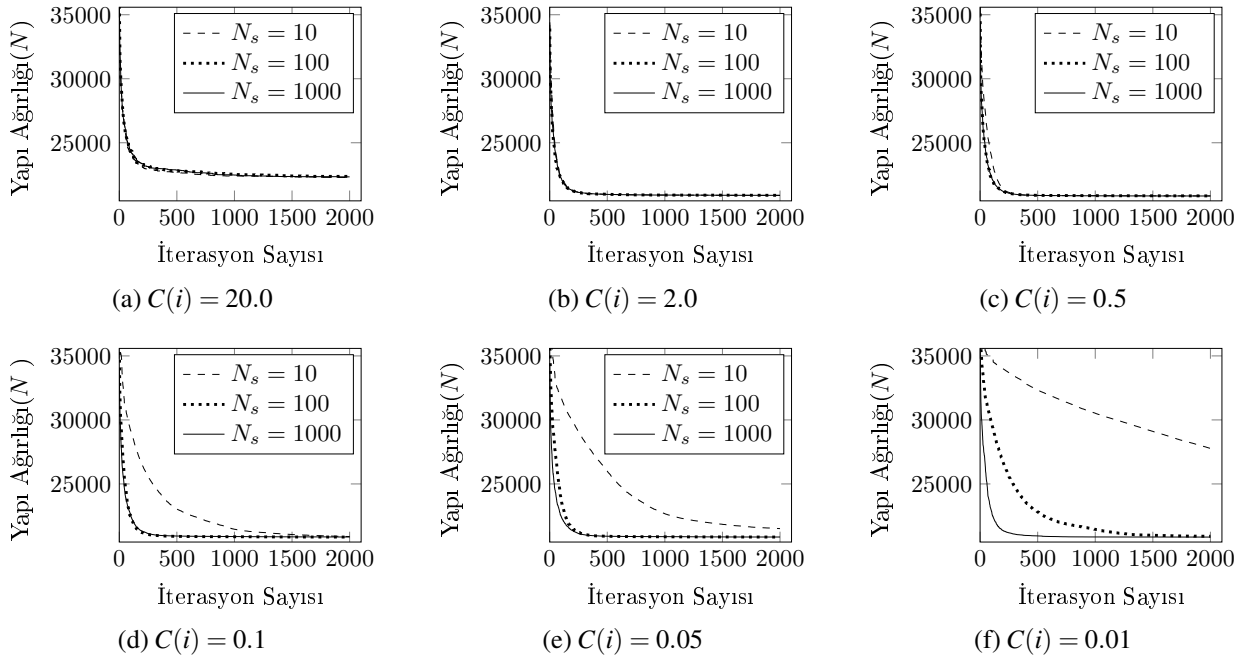 35000
30000
25000
Yapı Ağırlığı(N)
N_s = 10
N_s = 100
N_s = 1000
0 500 1000 1500 2000
İterasyon Sayısı
(a) C(i) = 20.0
35000
30000
25000
Yapı Ağırlığı(N)
N_s = 10
N_s = 100
N_s = 1000
0 500 1000 1500 2000
İterasyon Sayısı
(b) C(i) = 2.0
35000
30000
25000
Yapı Ağırlığı(N)
N_s = 10
N_s = 100
N_s = 1000
0 500 1000 1500 2000
İterasyon Sayısı
(c) C(i) = 0.5
35000
30000
25000
Yapı Ağırlığı(N )
N_s = 10
N_s = 100
N_s = 1000
0 500 1000 1500 2000
İterasyon Sayısı
(d) C(i) = 0.1
35000
30000
25000
Yapı Ağırlığı(N)
N_s = 10
N_s = 100
N_s = 1000
0 500 1000 1500 2000
İterasyon Sayısı
(e) C(i) = 0.05
35000
30000
25000
Yapı Ağırlığı(N)
0 500 1000 1500 2000
İterasyon Sayısı
(f) C(i) = 0.01